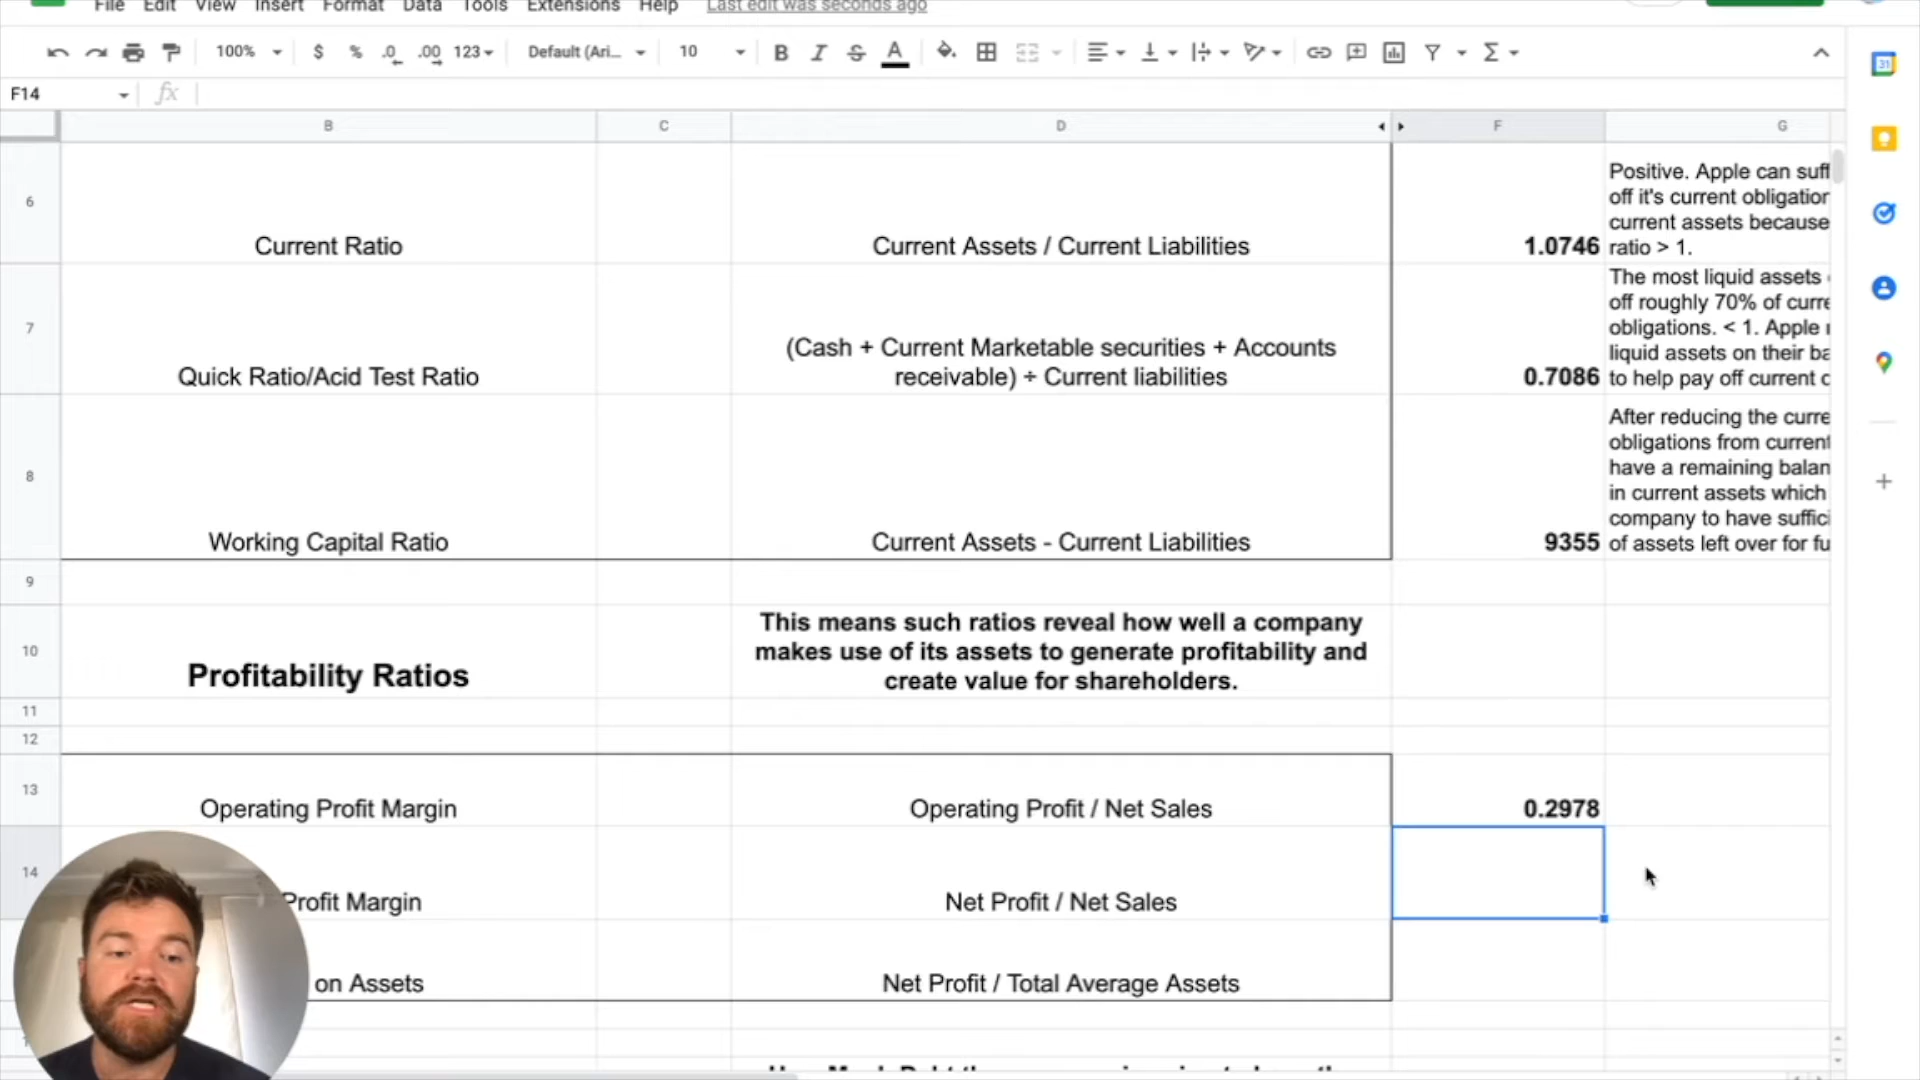 File Edit View Insert Format Data Tools Extensions Help Last edit was seconds ago
100% $ % .0 .00 123 Default (Ari... 10 B I S A
F14 fx
B C D F G
6
Current Ratio
Current Assets / Current Liabilities
1.0746
Positive. Apple can suff
off it's current obligation
current assets because
ratio > 1.
7
Quick Ratio/Acid Test Ratio
(Cash + Current Marketable securities + Accounts
receivable) ÷ Current liabilities
0.7086
The most liquid assets
off roughly 70% of curre
obligations. < 1. Apple
liquid assets on their ba
to help pay off current
8
Working Capital Ratio
Current Assets - Current Liabilities
9355
After reducing the curre
obligations from current
have a remaining balan
in current assets which
company to have suffici
of assets left over for fu
9
10
Profitability Ratios
This means such ratios reveal how well a company
makes use of its assets to generate profitability and
create value for shareholders.
11
12
13
Operating Profit Margin
Operating Profit / Net Sales
0.2978
14
Profit Margin
Net Profit / Net Sales
on Assets
Net Profit / Total Average Assets
31